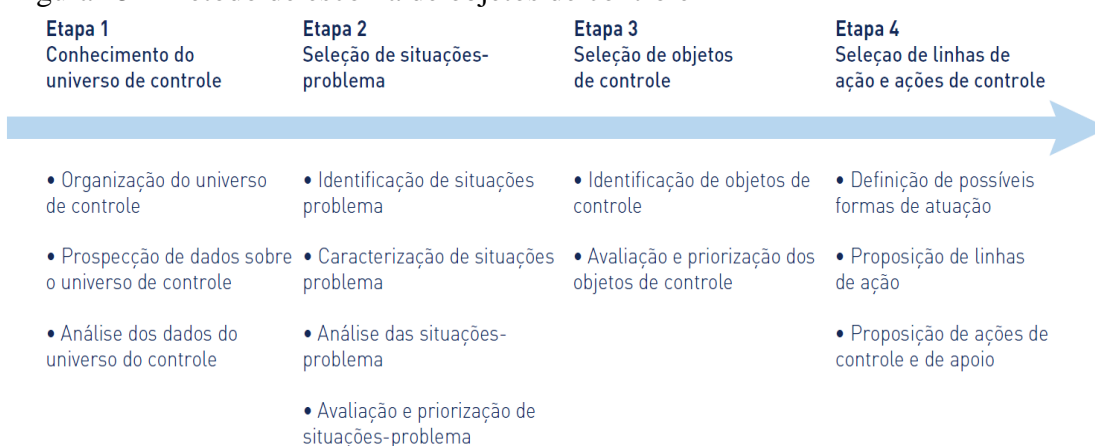 Etapa 1
Conhecimento do
universo de controle
Etapa 2
Seleção de situações-
problema
Etapa 3
Seleção de objetos
de controle
Etapa 4
Seleçao de linhas de
ação e ações de controle
• Organização do universo
de controle
• Prospecção de dados sobre
o universo de controle
• Análise dos dados do
universo do controle
• Identificação de situações
problema
• Caracterização de situações
problema
• Análise das situações-
problema
• Avaliação e priorização de
situações-problema
• Identificação de objetos de
controle
• Avaliação e priorização dos
objetos de controle
• Definição de possíveis
formas de atuação
• Proposição de linhas
de ação
• Proposição de ações de
controle e de apoio